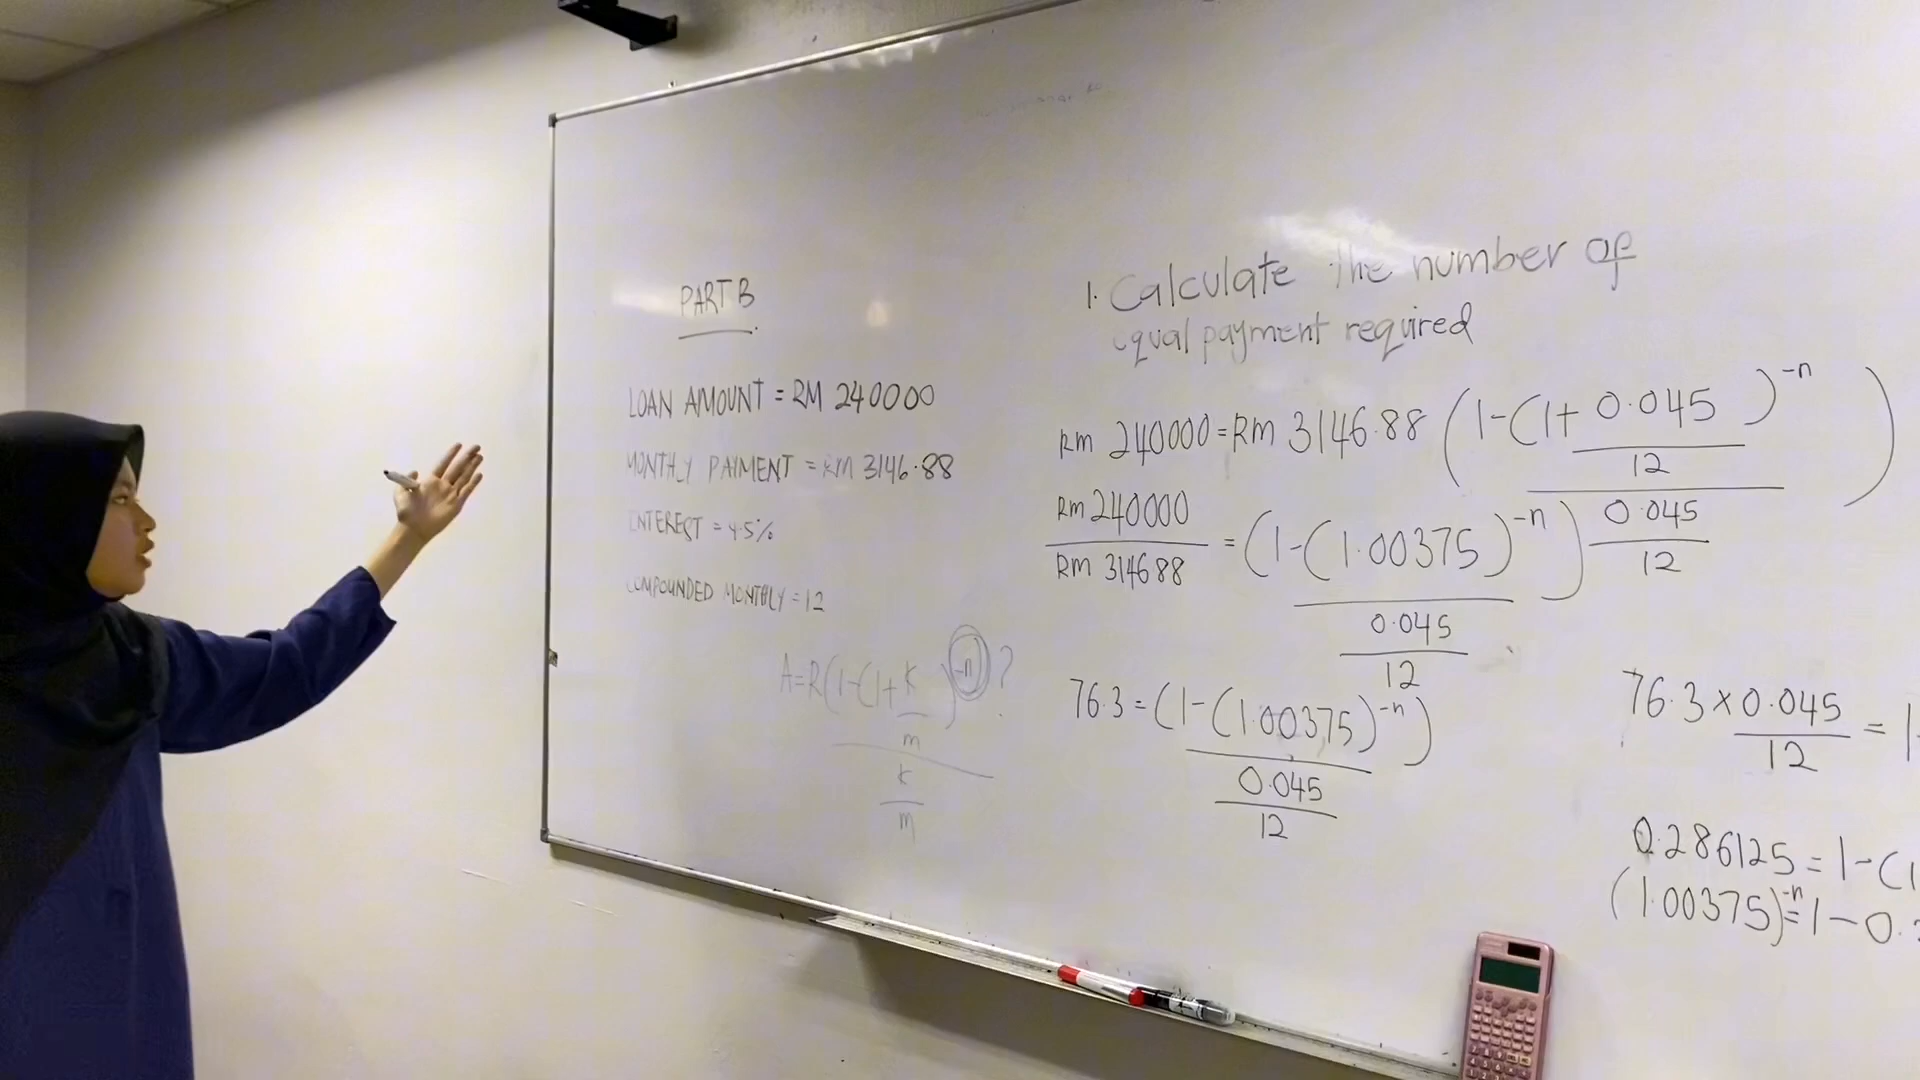 PART B
LOAN AMOUNT = RM 240000
MONTHLY PAYMENT = RM 3146.88
INTEREST = 4.5%
COMPOUNDED MONTHLY = 12
A=R(1-(1+k/m)^-n)/(k/m) ?
1. Calculate the number of
equal payment required
RM 240000 = RM 3146.88 ((1-(1+0.045/12)^-n)/(0.045/12))
RM 240000/RM 314688 = (1-(1.00375)^-n)/(0.045/12)
76.3 = (1-(1.00375)^-n)/(0.045/12)
76.3 × 0.045/12 = 1-
0.286125 = 1-(1
(1.00375)^-n = 1-0.